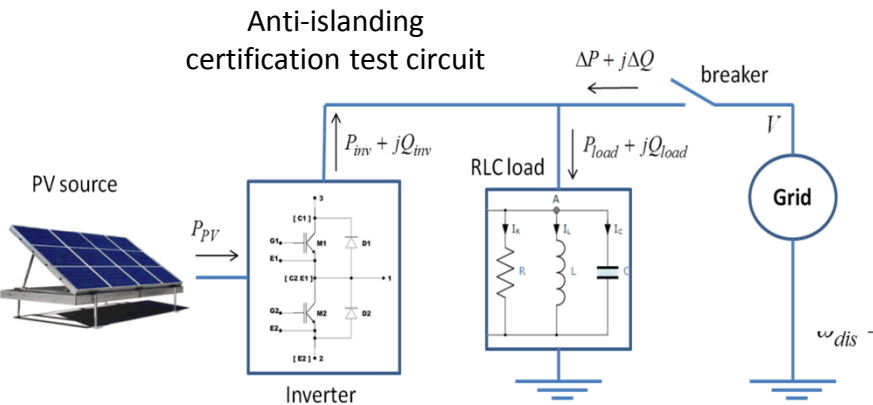 Anti-islanding
certification test circuit
ΔP + jΔQ
breaker
V
P_inv + jQ_inv
P_load + jQ_load
RLC load
PV source
P_PV
Grid
3
[ C1 ]
G1
M1
D1
E1
[ C2 E1 ]
1
G2
M2
D2
E2
[ E2 ]
2
A
I_R
I_L
I_C
R
L
C
ω_dis
Inverter